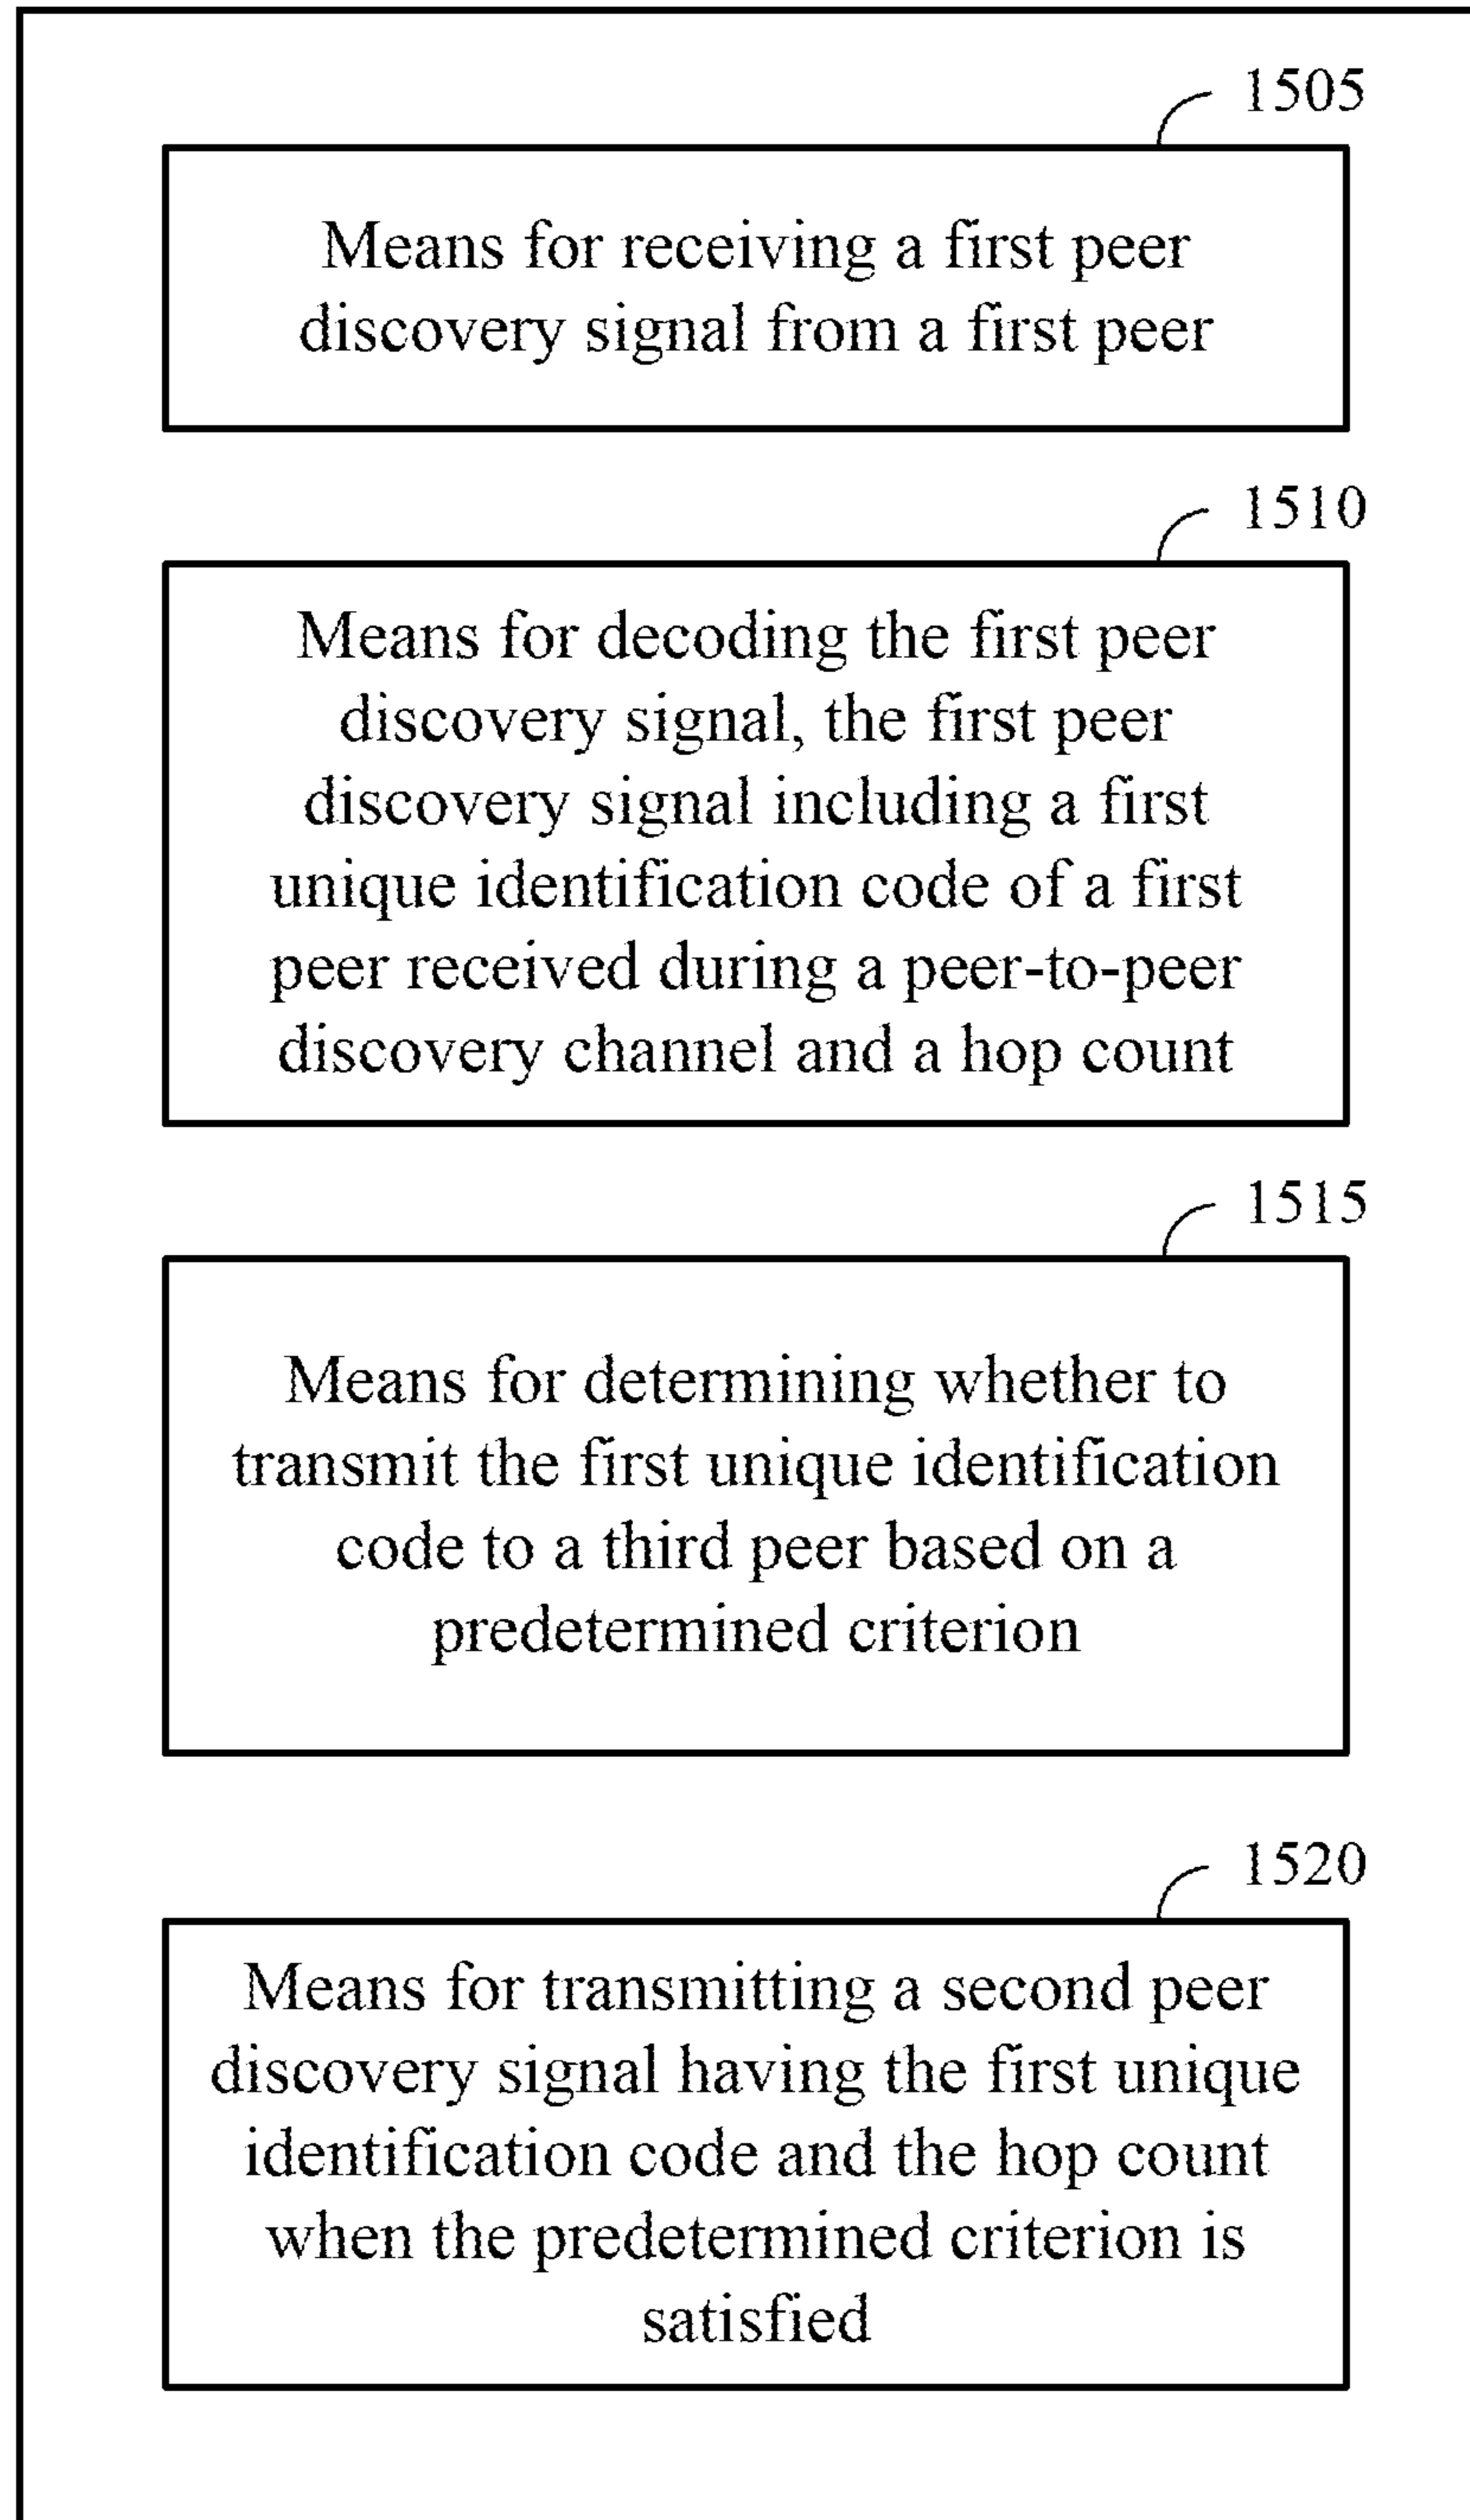 1505
Means for receiving a first peer
discovery signal from a first peer
1510
Means for decoding the first peer
discovery signal, the first peer
discovery signal including a first
unique identification code of a first
peer received during a peer-to-peer
discovery channel and a hop count
1515
Means for determining whether to
transmit the first unique identification
code to a third peer based on a
predetermined criterion
1520
Means for transmitting a second peer
discovery signal having the first unique
identification code and the hop count
when the predetermined criterion is
satisfied